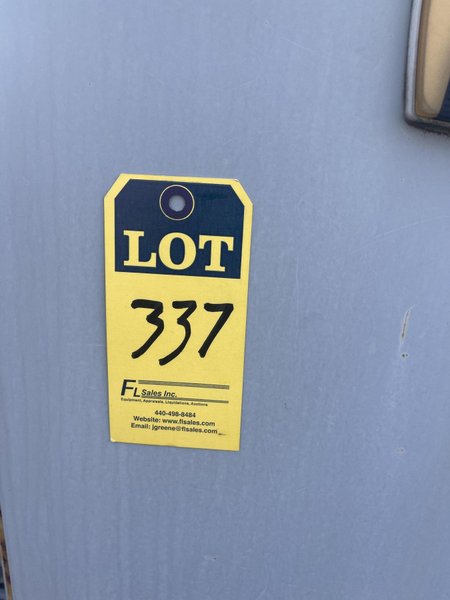 LOT
337
FL Sales Inc.
Equipment, Appraisals, Liquidations, Auctions
440-498-8484
Website: www.flsales.com
Email: jgreene@flsales.com